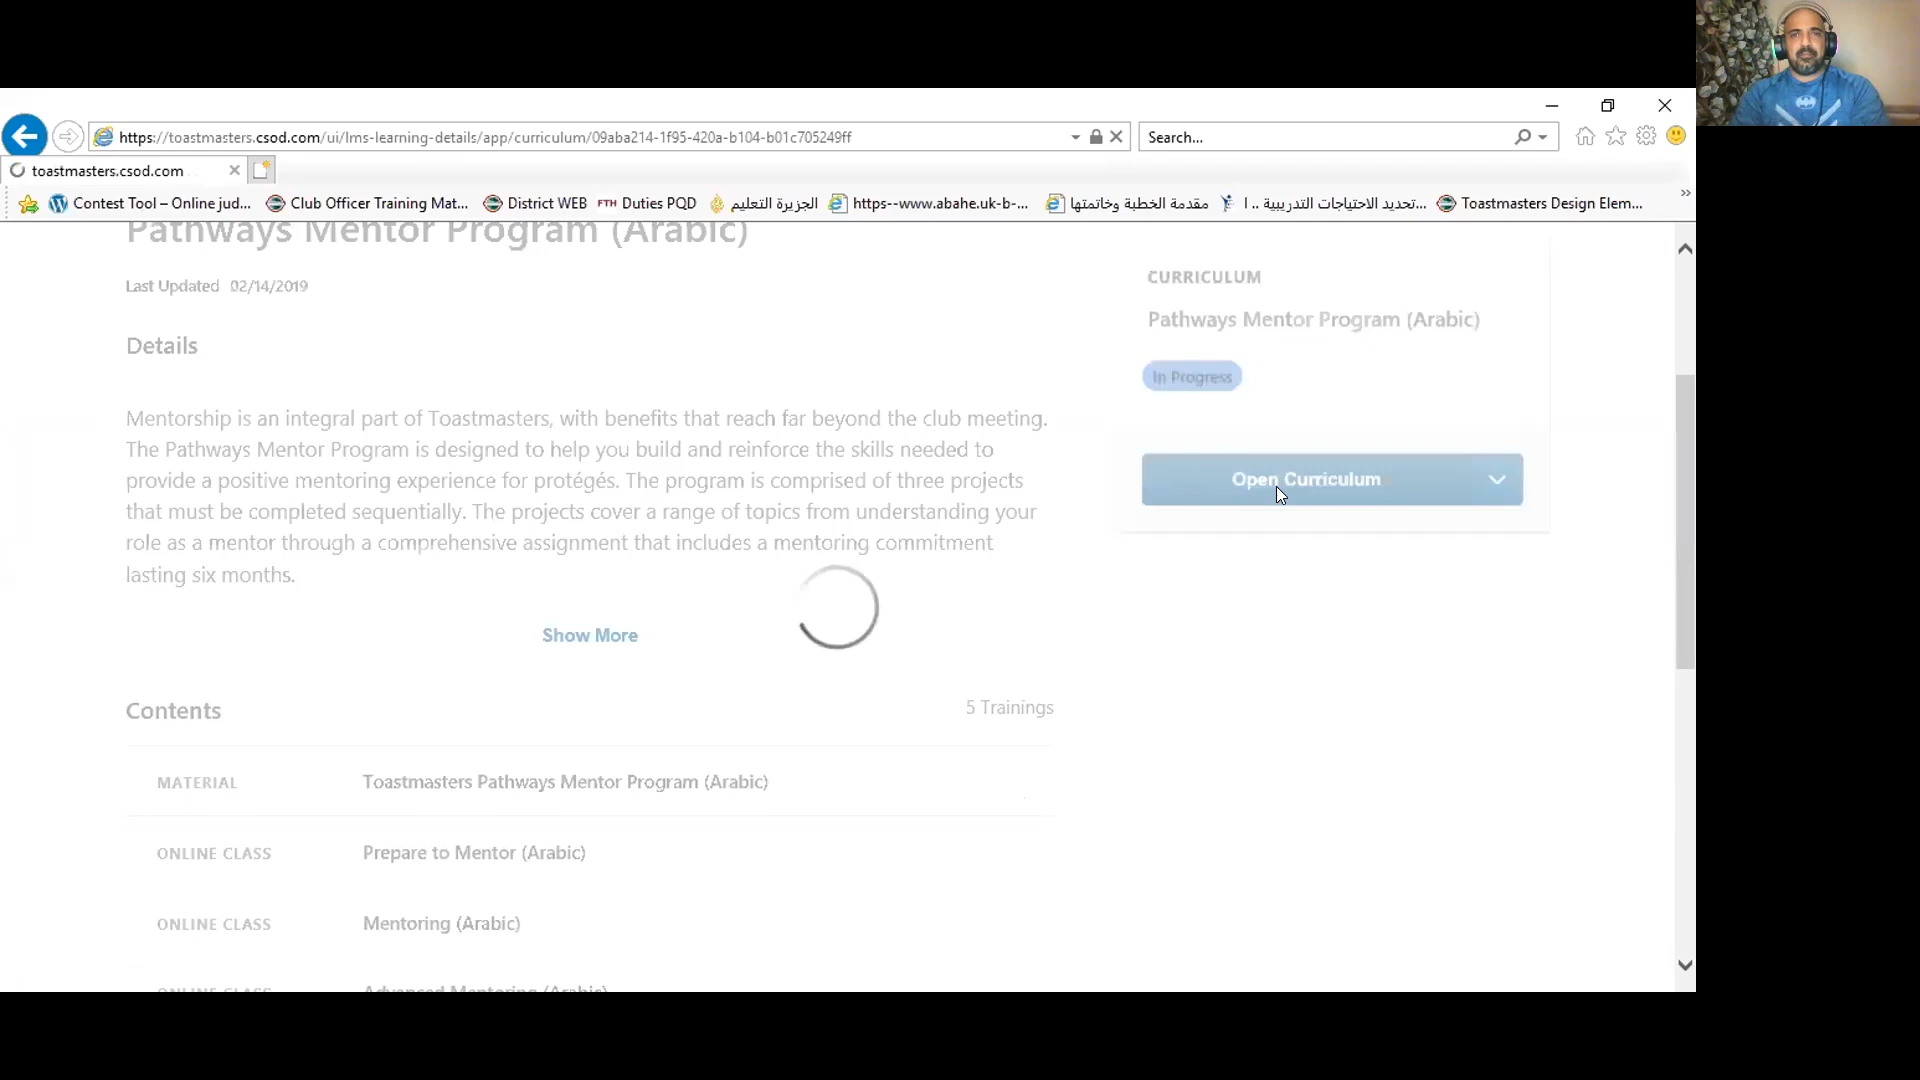 https://toastmasters.csod.com/ui/lms-learning-details/app/curriculum/09aba214-1f95-420a-b104-b01c705249ff
Search...
toastmasters.csod.com
Contest Tool – Online jud... Club Officer Training Mat... District WEB FTH Duties PQD الجزيرة التعليم https--www.abahe.uk-b-... مقدمة الخطبة وخاتمتها تحديد الاحتياجات التدريبية .. ا... Toastmasters Design Elem...
Pathways Mentor Program (Arabic)
Last Updated 02/14/2019
Details
Mentorship is an integral part of Toastmasters, with benefits that reach far beyond the club meeting.
The Pathways Mentor Program is designed to help you build and reinforce the skills needed to
provide a positive mentoring experience for protégés. The program is comprised of three projects
that must be completed sequentially. The projects cover a range of topics from understanding your
role as a mentor through a comprehensive assignment that includes a mentoring commitment
lasting six months.
Show More
CURRICULUM
Pathways Mentor Program (Arabic)
In Progress
Open Curriculum
Contents 5 Trainings
MATERIAL Toastmasters Pathways Mentor Program (Arabic)
ONLINE CLASS Prepare to Mentor (Arabic)
ONLINE CLASS Mentoring (Arabic)
ONLINE CLASS Advanced Mentoring (Arabic)